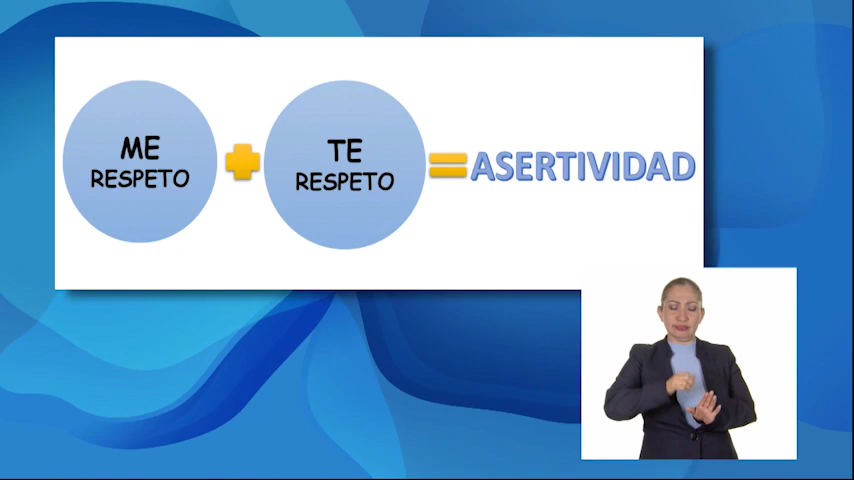 ME
RESPETO
TE
RESPETO
ASERTIVIDAD